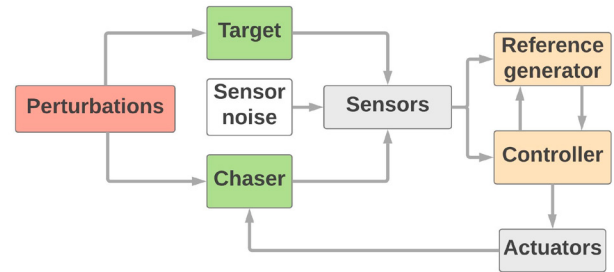 Target
Reference
generator
Perturbations
Sensor
noise
Sensors
Controller
Chaser
Actuators